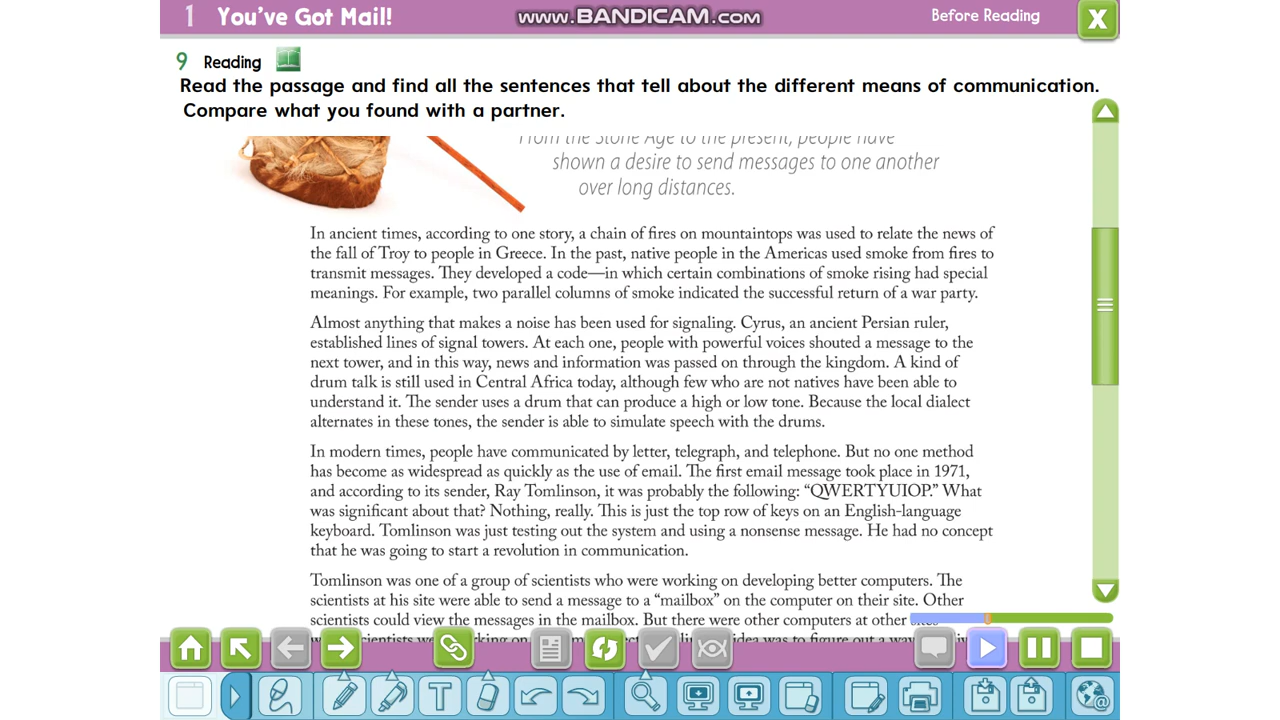 1 You've Got Mail!
www.BANDICAM.com
Before Reading
X
9 Reading
Read the passage and find all the sentences that tell about the different means of communication.
Compare what you found with a partner.
From the Stone Age to the present, people have
shown a desire to send messages to one another
over long distances.
In ancient times, according to one story, a chain of fires on mountaintops was used to relate the news of
the fall of Troy to people in Greece. In the past, native people in the Americas used smoke from fires to
transmit messages. They developed a code—in which certain combinations of smoke rising had special
meanings. For example, two parallel columns of smoke indicated the successful return of a war party.
Almost anything that makes a noise has been used for signaling. Cyrus, an ancient Persian ruler,
established lines of signal towers. At each one, people with powerful voices shouted a message to the
next tower, and in this way, news and information was passed on through the kingdom. A kind of
drum talk is still used in Central Africa today, although few who are not natives have been able to
understand it. The sender uses a drum that can produce a high or low tone. Because the local dialect
alternates in these tones, the sender is able to simulate speech with the drums.
In modern times, people have communicated by letter, telegraph, and telephone. But no one method
has become as widespread as quickly as the use of email. The first email message took place in 1971,
and according to its sender, Ray Tomlinson, it was probably the following: “QWERTYUIOP.” What
was significant about that? Nothing, really. This is just the top row of keys on an English-language
keyboard. Tomlinson was just testing out the system and using a nonsense message. He had no concept
that he was going to start a revolution in communication.
Tomlinson was one of a group of scientists who were working on developing better computers. The
scientists at his site were able to send a message to a “mailbox” on the computer on their site. Other
scientists could view the messages in the mailbox. But there were other computers at other sites
scientists idea was to figure out a way
T